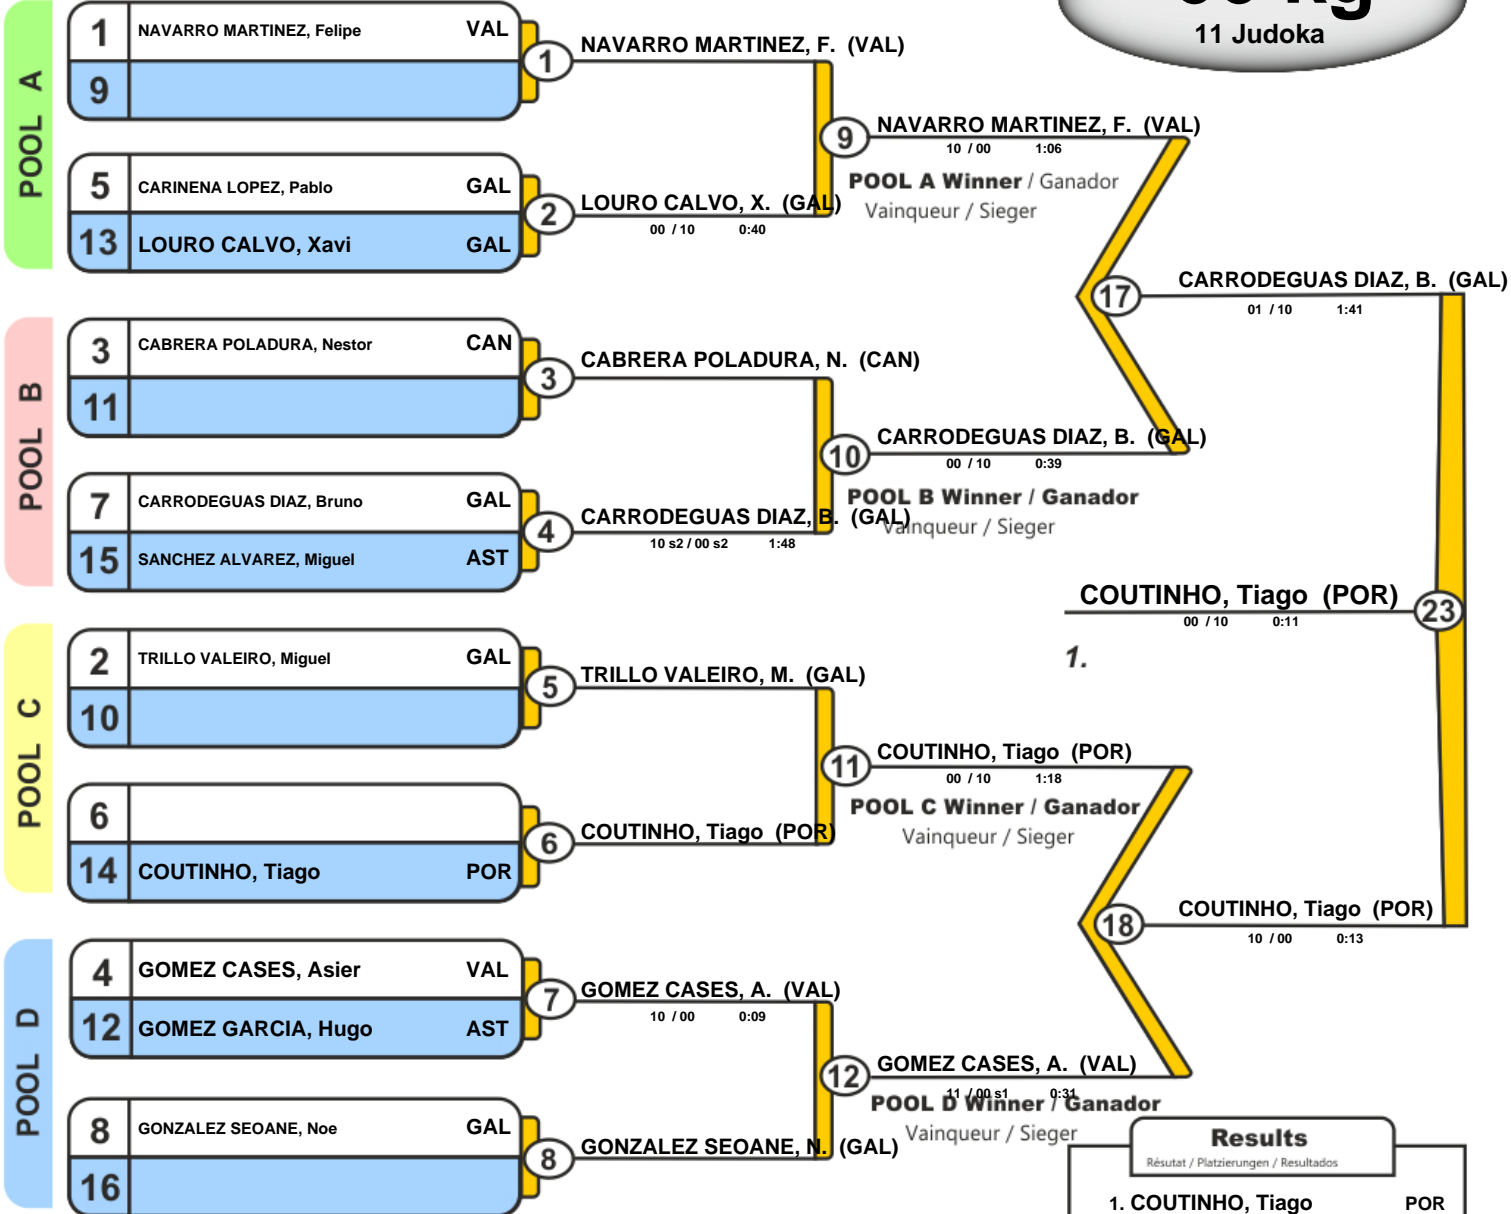 11 Judoka
POOL A
1 NAVARRO MARTINEZ, Felipe VAL
9
1
NAVARRO MARTINEZ, F. (VAL)
5 CARINENA LOPEZ, Pablo GAL
13 LOURO CALVO, Xavi GAL
2
LOURO CALVO, X. (GAL)
00 / 10 0:40
9
NAVARRO MARTINEZ, F. (VAL)
10 / 00 1:06
POOL A Winner / Ganador
Vainqueur / Sieger
POOL B
3 CABRERA POLADURA, Nestor CAN
11
3
CABRERA POLADURA, N. (CAN)
7 CARRODEGUAS DIAZ, Bruno GAL
15 SANCHEZ ALVAREZ, Miguel AST
4
CARRODEGUAS DIAZ, B. (GAL)
10 s2 / 00 s2 1:48
10
CARRODEGUAS DIAZ, B. (GAL)
00 / 10 0:39
POOL B Winner / Ganador
Vainqueur / Sieger
17
CARRODEGUAS DIAZ, B. (GAL)
01 / 10 1:41
COUTINHO, Tiago (POR)
23
00 / 10 0:11
1.
POOL C
2 TRILLO VALEIRO, Miguel GAL
10
5
TRILLO VALEIRO, M. (GAL)
6
14 COUTINHO, Tiago POR
6
COUTINHO, Tiago (POR)
11
COUTINHO, Tiago (POR)
00 / 10 1:18
POOL C Winner / Ganador
Vainqueur / Sieger
POOL D
4 GOMEZ CASES, Asier VAL
12 GOMEZ GARCIA, Hugo AST
7
GOMEZ CASES, A. (VAL)
10 / 00 0:09
8 GONZALEZ SEOANE, Noe GAL
16
8
GONZALEZ SEOANE, N. (GAL)
12
GOMEZ CASES, A. (VAL)
11 / 00 s1 0:31
POOL D Winner / Ganador
Vainqueur / Sieger
18
COUTINHO, Tiago (POR)
10 / 00 0:13
Results
Résutat / Platzierungen / Resultados
1. COUTINHO, Tiago POR